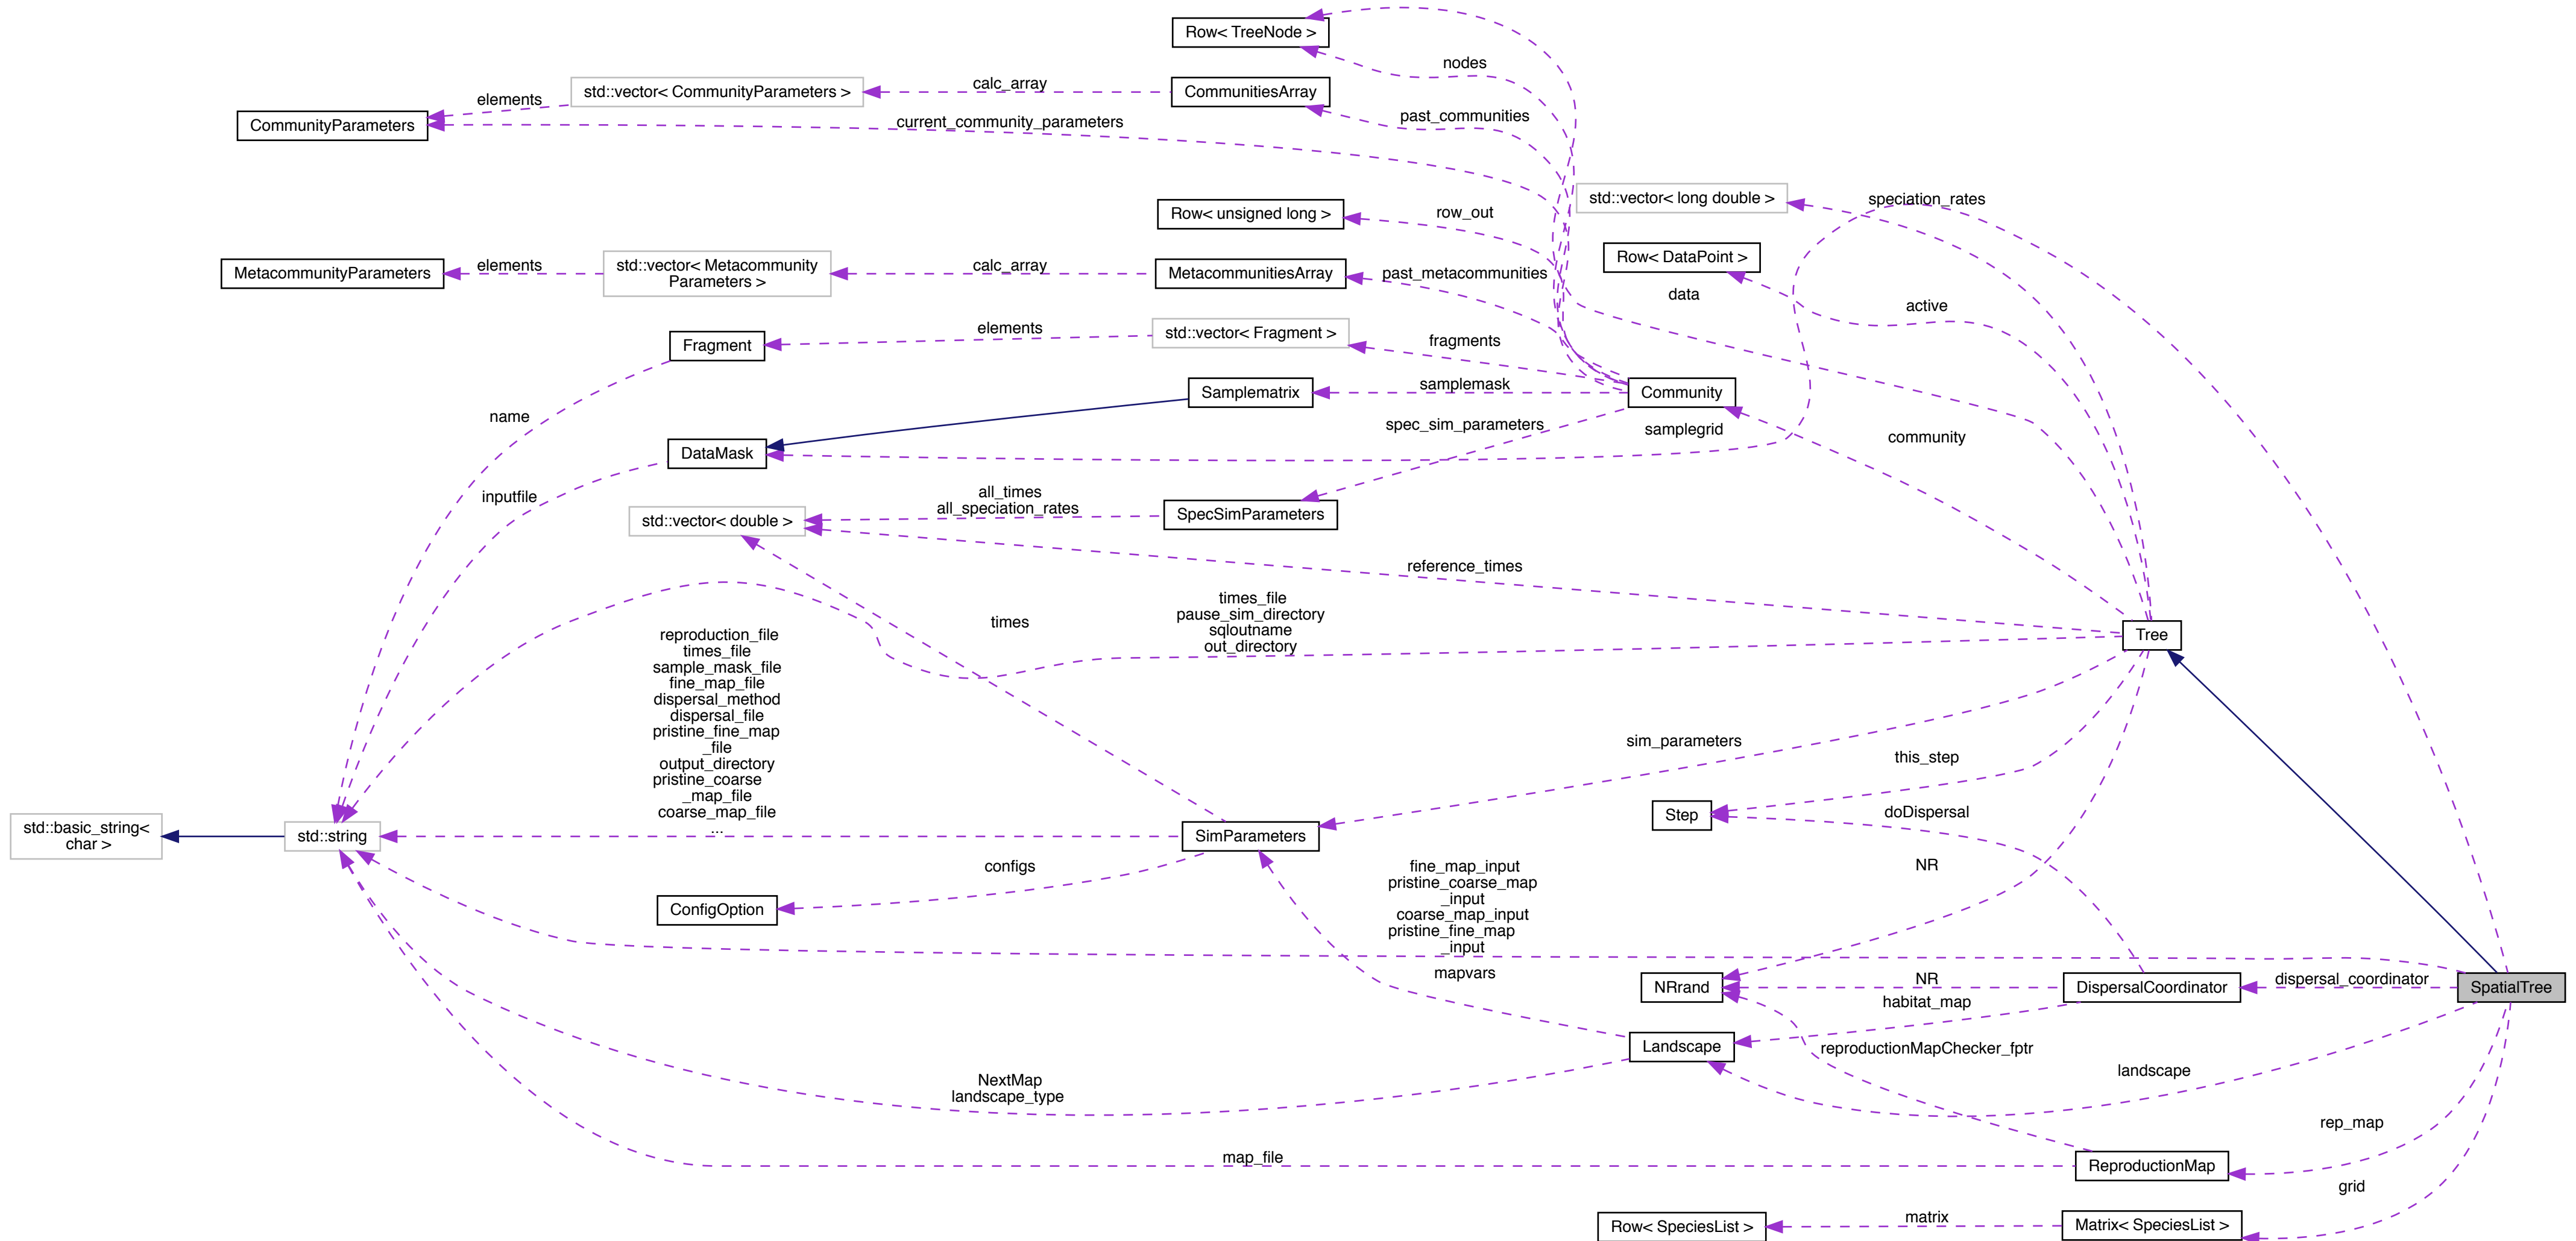 Row< TreeNode >
nodes
std::vector< CommunityParameters >
calc_array
CommunitiesArray
elements
CommunityParameters
current_community_parameters
past_communities
std::vector< long double >
speciation_rates
Row< unsigned long >
row_out
Row< DataPoint >
MetacommunityParameters
elements
std::vector< Metacommunity
Parameters >
calc_array
MetacommunitiesArray
past_metacommunities
data
active
Fragment
elements
std::vector< Fragment >
fragments
Samplematrix
samplemask
Community
name
spec_sim_parameters
samplegrid
community
DataMask
inputfile
std::vector< double >
all_times
all_speciation_rates
SpecSimParameters
reference_times
times_file
pause_sim_directory
sqloutname
out_directory
times
Tree
reproduction_file
times_file
sample_mask_file
fine_map_file
dispersal_method
dispersal_file
pristine_fine_map
_file
output_directory
pristine_coarse
_map_file
coarse_map_file
...
sim_parameters
this_step
std::basic_string<
char >
std::string
SimParameters
Step
doDispersal
configs
ConfigOption
fine_map_input
pristine_coarse_map
_input
coarse_map_input
pristine_fine_map
_input
NR
mapvars
NRrand
NR
DispersalCoordinator
dispersal_coordinator
SpatialTree
habitat_map
Landscape
reproductionMapChecker_fptr
landscape
NextMap
landscape_type
rep_map
map_file
ReproductionMap
grid
Row< SpeciesList >
matrix
Matrix< SpeciesList >